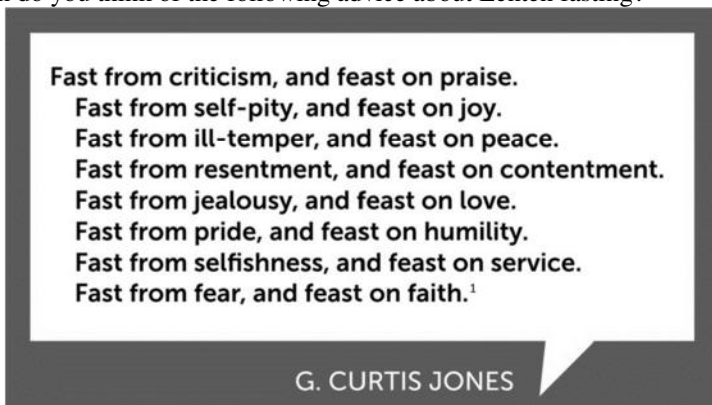 do you think of the following advice about Lenten fasting?
Fast from criticism, and feast on praise.
Fast from self-pity, and feast on joy.
Fast from ill-temper, and feast on peace.
Fast from resentment, and feast on contentment.
Fast from jealousy, and feast on love.
Fast from pride, and feast on humility.
Fast from selfishness, and feast on service.
Fast from fear, and feast on faith.¹
G. CURTIS JONES